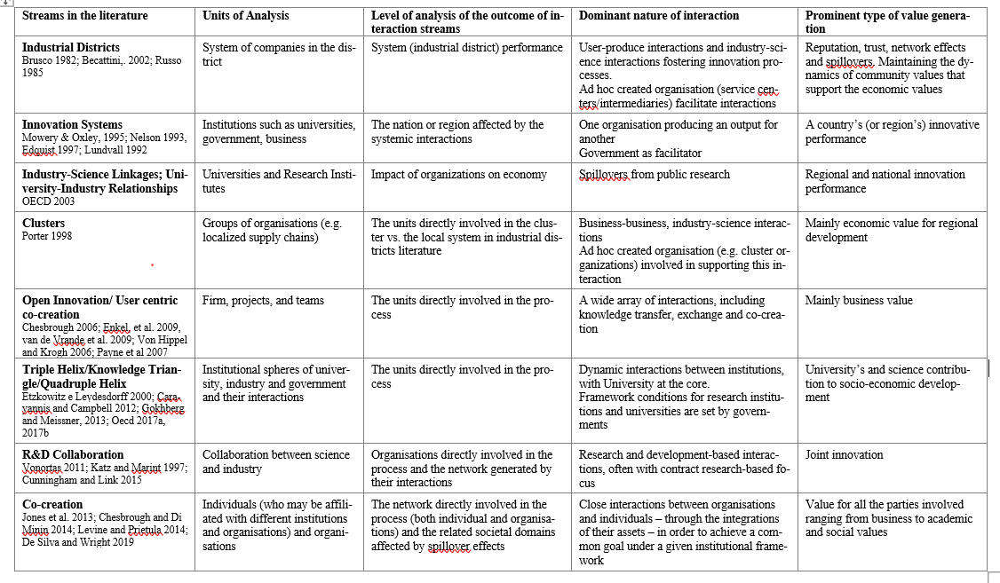 Streams in the literature
Units of Analysis
Level of analysis of the outcome of in-
teraction streams
Dominant nature of interaction
Prominent type of value genera-
tion
Industrial Districts
Brusco 1982; Becattini,. 2002; Russo
1985
System of companies in the dis-
trict
System (industrial district) performance
User-produce interactions and industry-sci-
ence interactions fostering innovation pro-
cesses.
Ad hoc created organisation (service cen-
ters/intermediaries) facilitate interactions
Reputation, trust, network effects
and spillovers. Maintaining the dy-
namics of community values that
support the economic values
Innovation Systems
Mowery & Oxley, 1995; Nelson 1993,
Edquist 1997; Lundvall 1992
Institutions such as universities,
government, business
The nation or region affected by the
systemic interactions
One organisation producing an output for
another
Government as facilitator
A country's (or region's) innovative
performance
Industry-Science Linkages; Uni-
versity-Industry Relationships
OECD 2003
Universities and Research Insti-
tutes
Impact of organizations on economy
Spillovers from public research
Regional and national innovation
performance
Clusters
Porter 1998
Groups of organisations (e.g.
localized supply chains)
The units directly involved in the clus-
ter vs. the local system in industrial dis-
tricts literature
Business-business, industry-science interac-
tions
Ad hoc created organisation (e.g. cluster or-
ganizations) involved in supporting this in-
teraction
Mainly economic value for regional
development
Open Innovation/ User centric
co-creation
Chesbrough 2006; Enkel, et al. 2009,
van de Vrande et al. 2009; Von Hippel
and Krogh 2006; Payne et al 2007
Firm, projects, and teams
The units directly involved in the pro-
cess
A wide array of interactions, including
knowledge transfer, exchange and co-crea-
tion
Mainly business value
Triple Helix/Knowledge Trian-
gle/Quadruple Helix
Etzkowitz e Leydesdorff 2000; Cara-
yannis and Campbell 2012; Gokhberg
and Meissner, 2013; Oecd 2017a,
2017b
Institutional spheres of univer-
sity, industry and government
and their interactions
The units directly involved in the pro-
cess
Dynamic interactions between institutions,
with University at the core.
Framework conditions for research institu-
tions and universities are set by govern-
ments
University's and science contribu-
tion to socio-economic develop-
ment
R&D Collaboration
Vonortas 2011; Katz and Marint 1997;
Cunningham and Link 2015
Collaboration between science
and industry
Organisations directly involved in the
process and the network generated by
their interactions
Research and development-based interac-
tions, often with contract research-based fo-
cus
Joint innovation
Co-creation
Jones et al. 2013; Chesbrough and Di
Minin 2014; Levine and Prietula 2014;
De Silva and Wright 2019
Individuals (who may be affili-
ated with different institutions
and organisations) and organi-
sations
The network directly involved in the
process (both individual and organisa-
tions) and the related societal domains
affected by spillover effects
Close interactions between organisations
and individuals – through the integrations
of their assets – in order to achieve a com-
mon goal under a given institutional frame-
work
Value for all the parties involved
ranging from business to academic
and social values